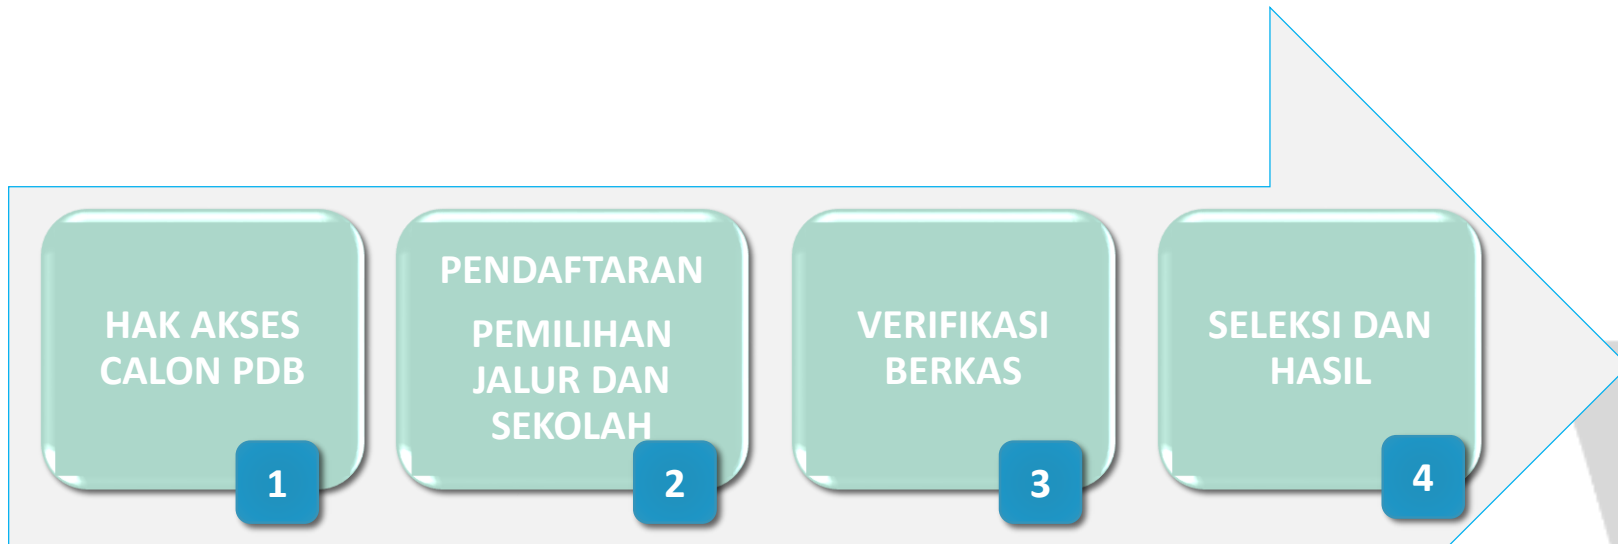 HAK AKSES
CALON PDB
1
PENDAFTARAN
PEMILIHAN
JALUR DAN
SEKOLAH
2
VERIFIKASI
BERKAS
3
SELEKSI DAN
HASIL
4